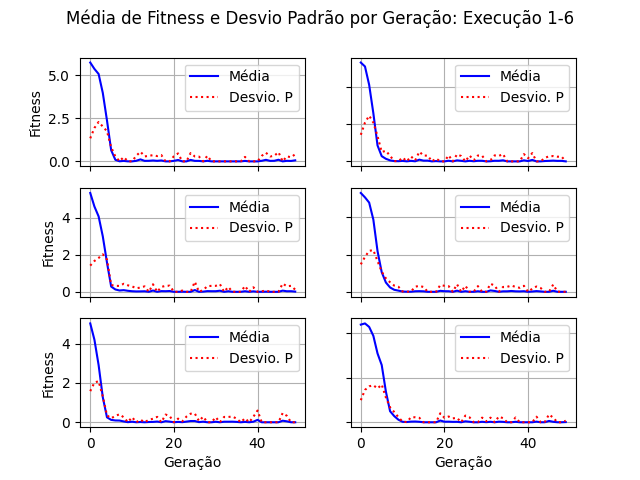 Média de Fitness e Desvio Padrão por Geração: Execução 1-6
Fitness
5.0
2.5
0.0
Média
Desvio. P
Média
Desvio. P
Fitness
4
2
0
Média
Desvio. P
Média
Desvio. P
Fitness
4
2
0
Média
Desvio. P
Média
Desvio. P
0 20 40
0 20 40
Geração
Geração